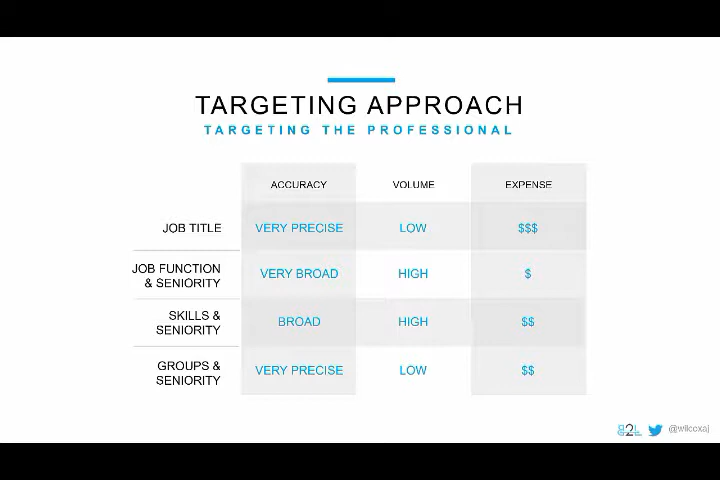 TARGETING APPROACH
TARGETING THE PROFESSIONAL
ACCURACY VOLUME EXPENSE
JOB TITLE VERY PRECISE LOW $$$
JOB FUNCTION
& SENIORITY VERY BROAD HIGH $
SKILLS &
SENIORITY BROAD HIGH $$
GROUPS &
SENIORITY VERY PRECISE LOW $$
@wilcoxaj